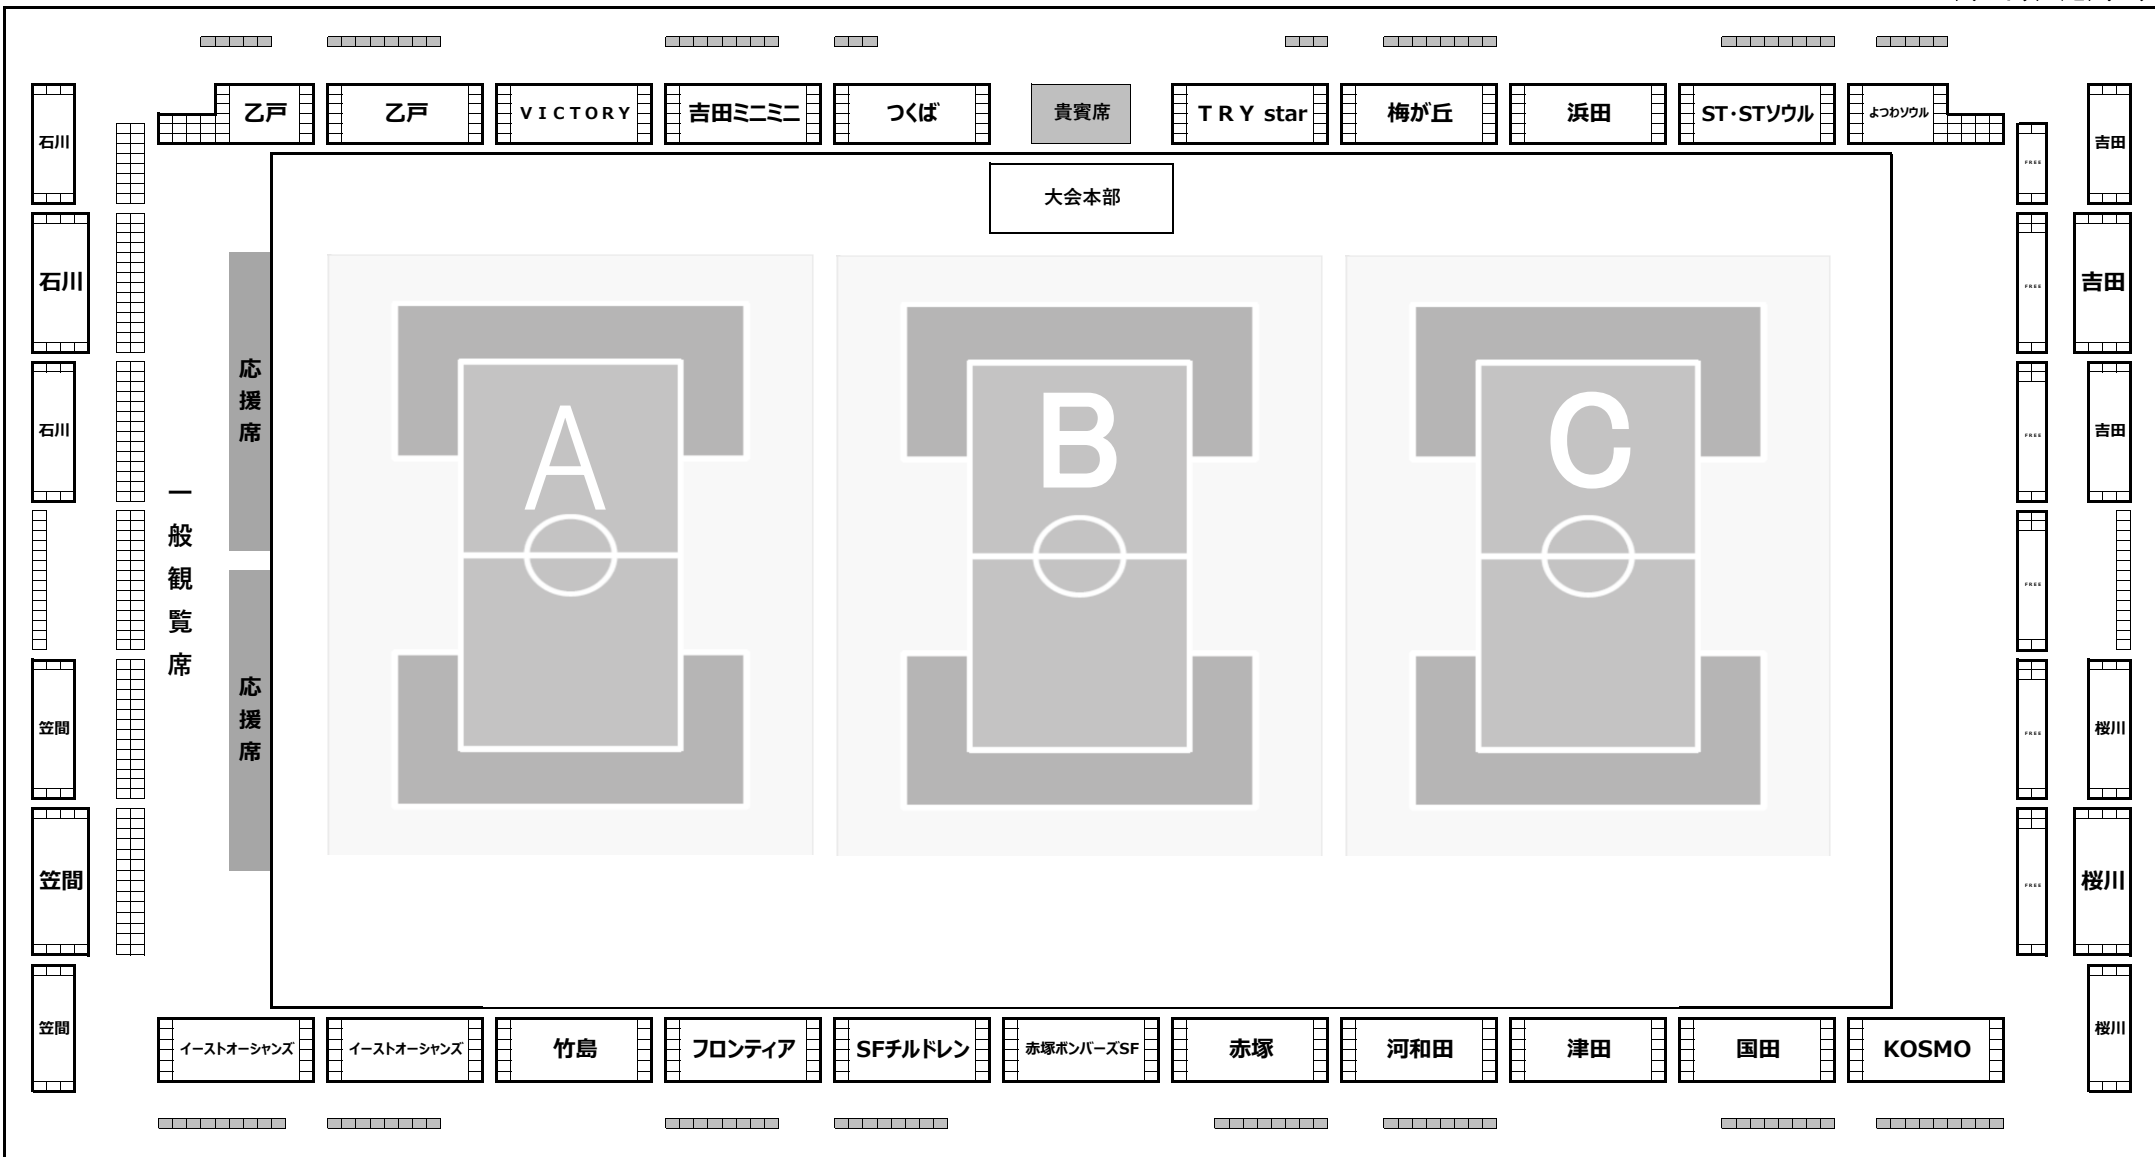 乙戸
乙戸
ＶＩＣＴＯＲＹ
吉田ミニミニ
つくば
貴賓席
ＴＲＹ star
梅が丘
浜田
ST・STソウル
よつわソウル
石川
石川
石川
笠間
笠間
笠間
一般観覧席
応援席
応援席
大会本部
A
B
C
FREE
FREE
FREE
FREE
FREE
FREE
吉田
吉田
吉田
桜川
桜川
桜川
イーストオーシャンズ
イーストオーシャンズ
竹島
フロンティア
SFチルドレン
赤塚ボンバーズSF
赤塚
河和田
津田
国田
KOSMO